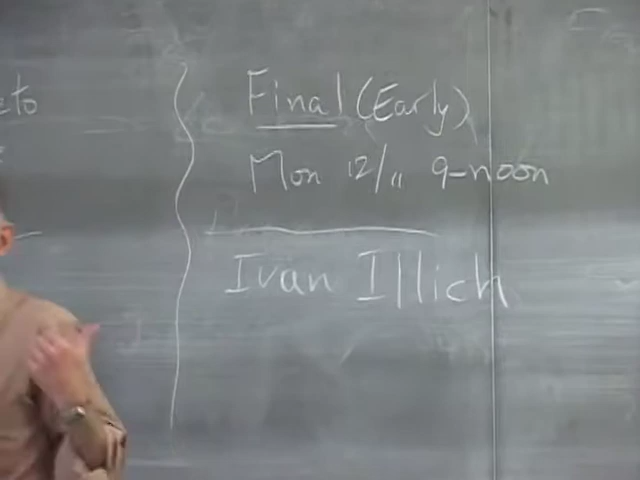 eto
Final (Early)
Mon 12/11 9-noon
Ivan Illich